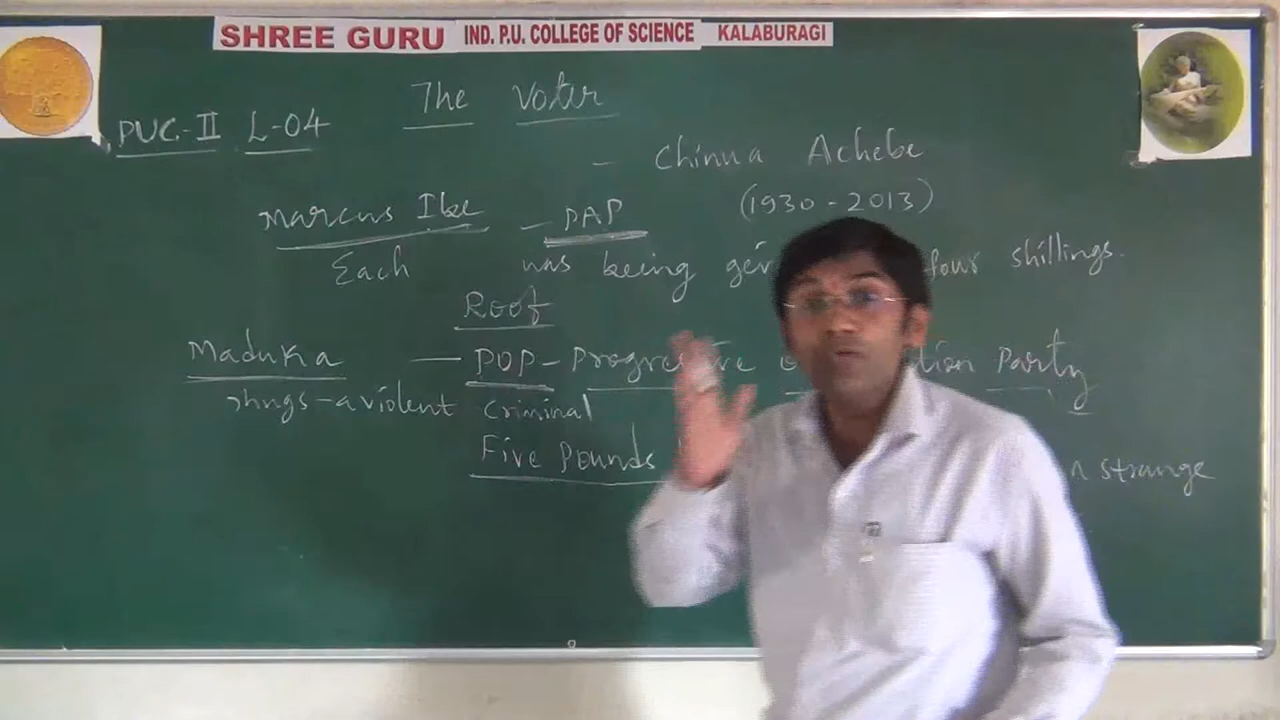 SHREE GURU IND. P.U. COLLEGE OF SCIENCE KALABURAGI
The Voter
PUC-II L-04
- Chinua Achebe
(1930-2013)
Marcus Ibe - PAP
Each was being four shillings.
Roof
Maduka - POP - Party
Thugs - a violent criminal
Five Pounds
strange